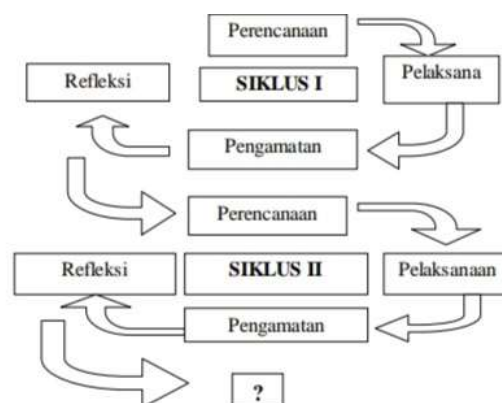 Perencanaan
Refleksi
SIKLUS I
Pelaksana
Pengamatan
Perencanaan
Refleksi
SIKLUS II
Pelaksanaan
Pengamatan
?